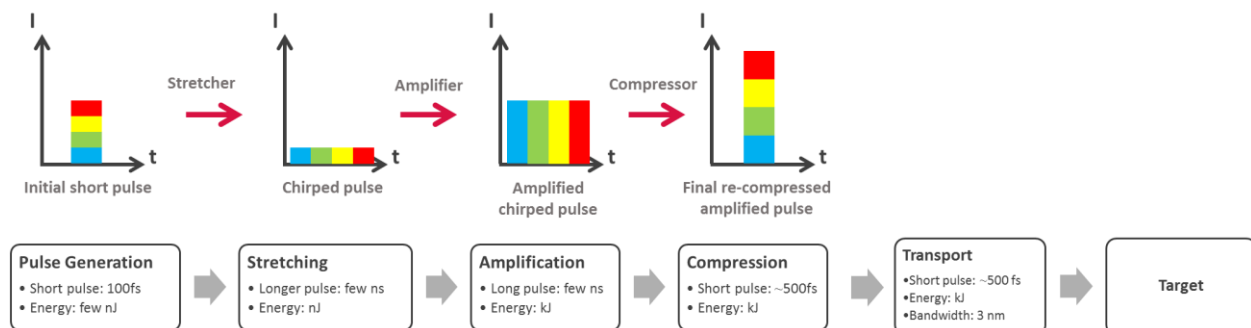 I
I
I
I
Stretcher
Amplifier
Compressor
t
t
t
t
Initial short pulse
Chirped pulse
Amplified
chirped pulse
Final re-compressed
amplified pulse
Pulse Generation
• Short pulse: 100fs
• Energy: few nJ
Stretching
• Longer pulse: few ns
• Energy: nJ
Amplification
• Long pulse: few ns
• Energy: kJ
Compression
• Short pulse: ~500fs
• Energy: kJ
Transport
•Short pulse: ~500 fs
•Energy: kJ
•Bandwidth: 3 nm
Target